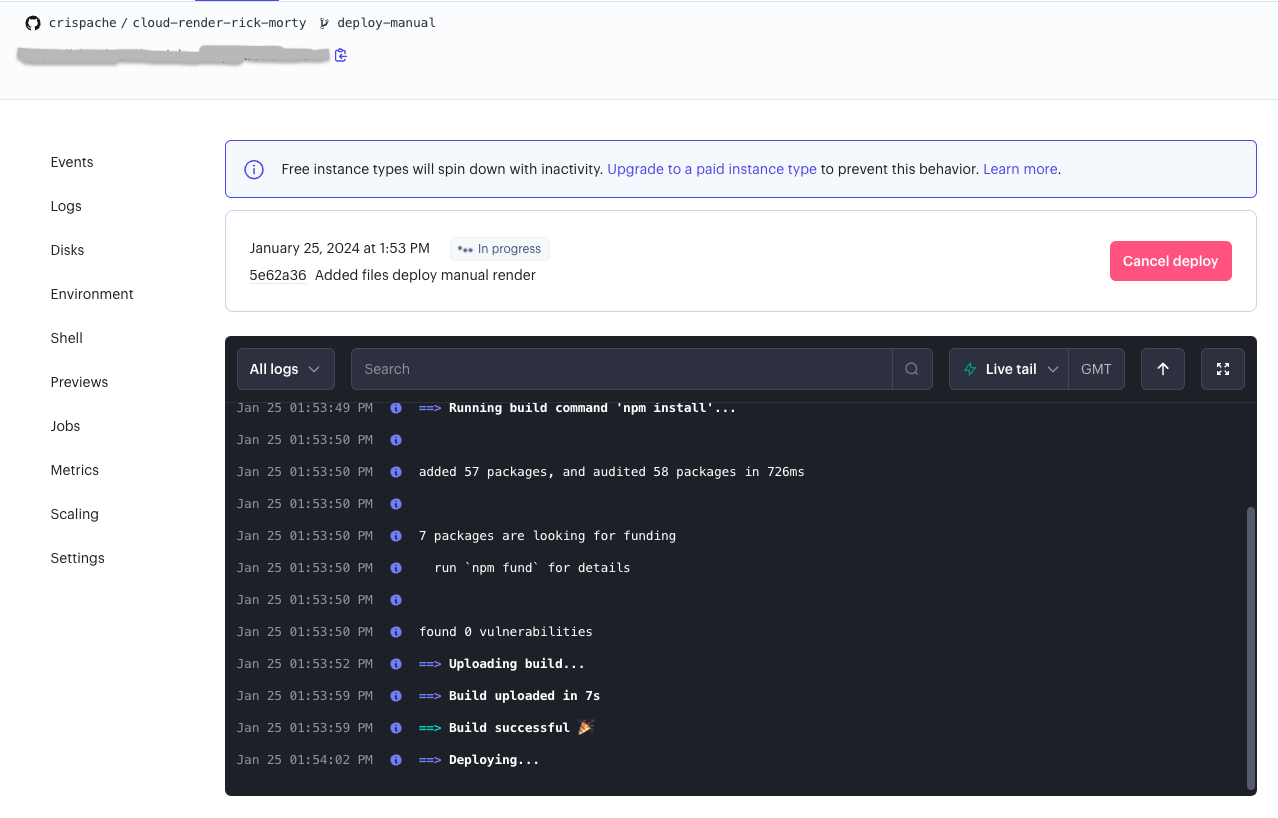 crispache / cloud-render-rick-morty deploy-manual
Events
Logs
Disks
Environment
Shell
Previews
Jobs
Metrics
Scaling
Settings
Free instance types will spin down with inactivity. Upgrade to a paid instance type to prevent this behavior. Learn more.
January 25, 2024 at 1:53 PM In progress
5e62a36 Added files deploy manual render
Cancel deploy
All logs Search Live tail GMT
Jan 25 01:53:49 PM ==> Running build command 'npm install'...
Jan 25 01:53:50 PM
Jan 25 01:53:50 PM added 57 packages, and audited 58 packages in 726ms
Jan 25 01:53:50 PM
Jan 25 01:53:50 PM 7 packages are looking for funding
Jan 25 01:53:50 PM run `npm fund` for details
Jan 25 01:53:50 PM
Jan 25 01:53:50 PM found 0 vulnerabilities
Jan 25 01:53:52 PM ==> Uploading build...
Jan 25 01:53:59 PM ==> Build uploaded in 7s
Jan 25 01:53:59 PM ==> Build successful 🎉
Jan 25 01:54:02 PM ==> Deploying...